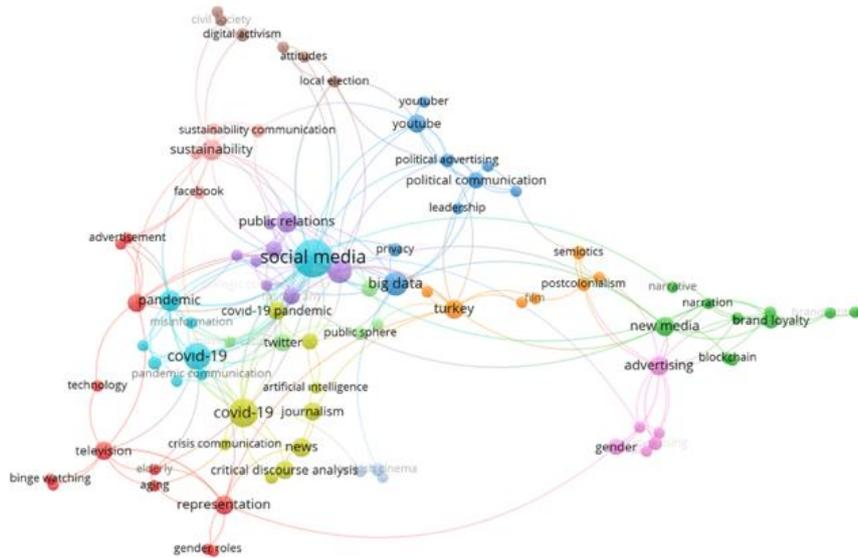 civil society
digital activism
attitudes
local election
youtuber
youtube
sustainability communication
sustainability
political advertising
political communication
facebook
leadership
public relations
advertisement
privacy
semiotics
social media
big data
postcolonialism
narrative
pandemic
film
narration
covid-19 pandemic
turkey
misinformation
new media
brand loyalty
public sphere
twitter
covid-19
blockchain
advertising
pandemic communication
technology
artificial intelligence
covid-19
journalism
crisis communication
news
gender
television
elderly
critical discourse analysis
cinema
binge watching
aging
representation
gender roles